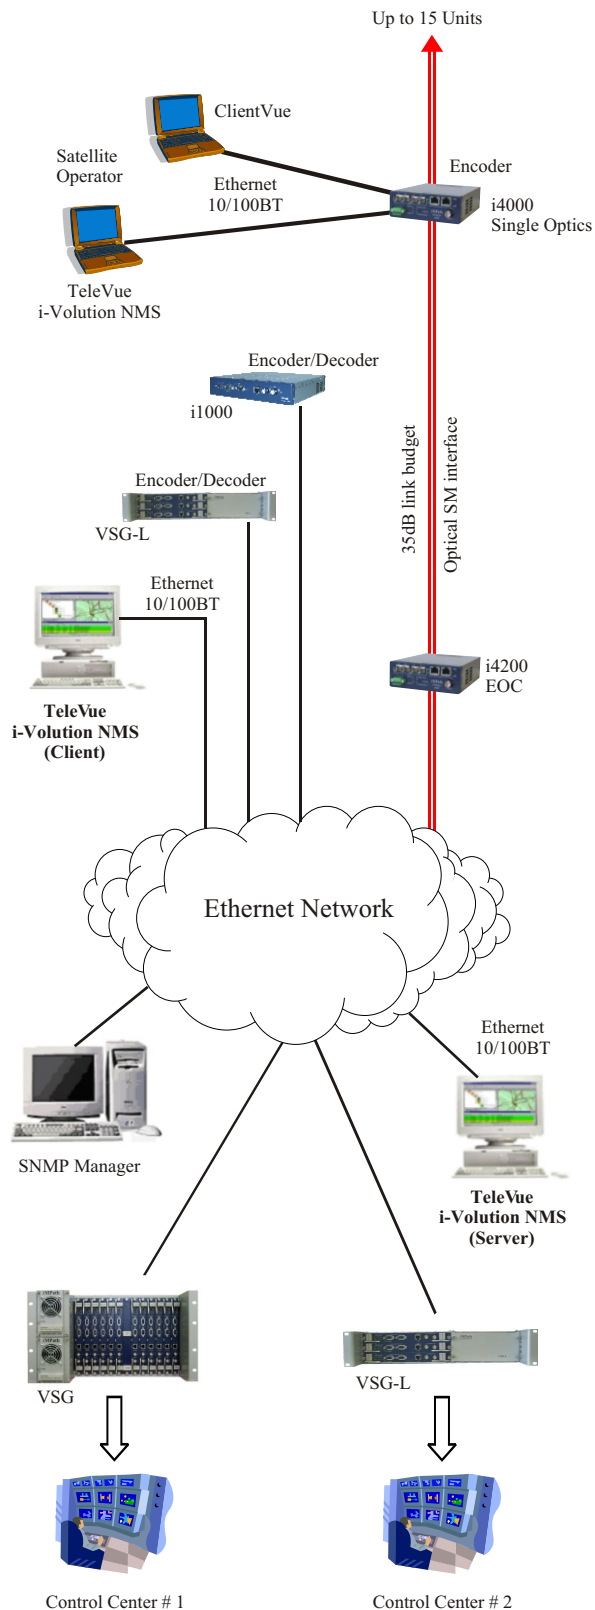 Up to 15 Units
ClientVue
Satellite
Operator
Ethernet
10/100BT
Encoder
i4000
Single Optics
TeleVue
i-Volution NMS
Encoder/Decoder
i1000
35dB link budget
Optical SM interface
Encoder/Decoder
VSG-L
Ethernet
10/100BT
i4200
EOC
TeleVue
i-Volution NMS
(Client)
Ethernet Network
Ethernet
10/100BT
SNMP Manager
TeleVue
i-Volution NMS
(Server)
iMPath
iMPath
VSG
VSG-L
Control Center # 1
Control Center # 2